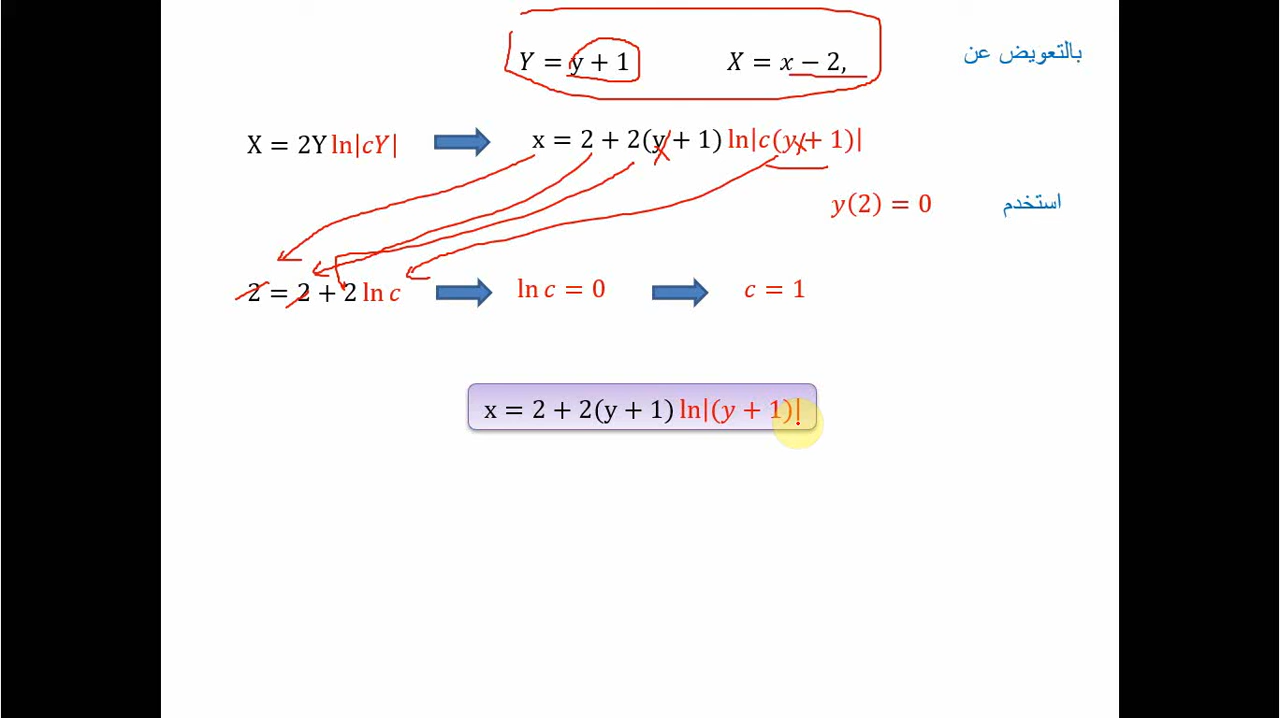 بالتعويض عن X = x − 2, Y = y + 1
X = 2Y ln|cY| x = 2 + 2(y + 1) ln|c(y + 1)|
استخدم y(2) = 0
2 = 2 + 2 ln c ln c = 0 c = 1
x = 2 + 2(y + 1) ln|(y + 1)|